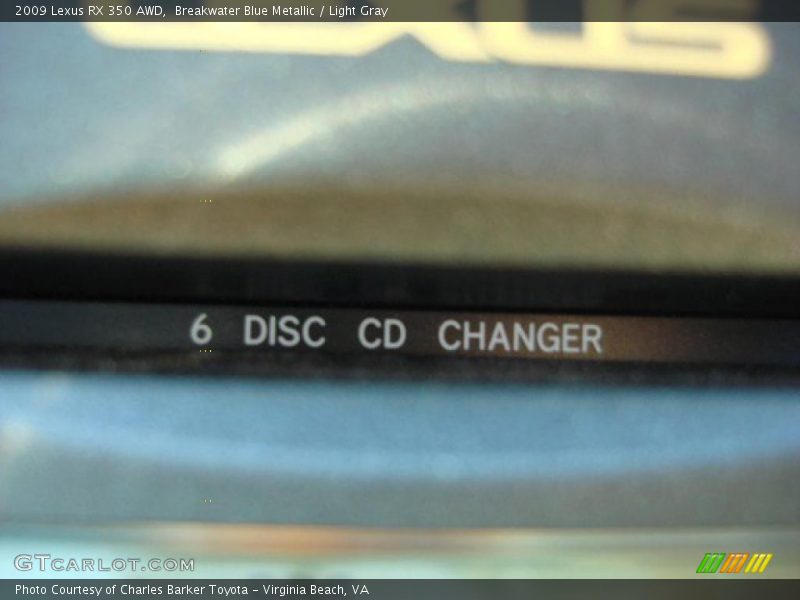 2009 Lexus RX 350 AWD,  Breakwater Blue Metallic / Light Gray
LEXUS
6 DISC CD CHANGER
GTCARLOT.COM
Photo Courtesy of Charles Barker Toyota - Virginia Beach, VA